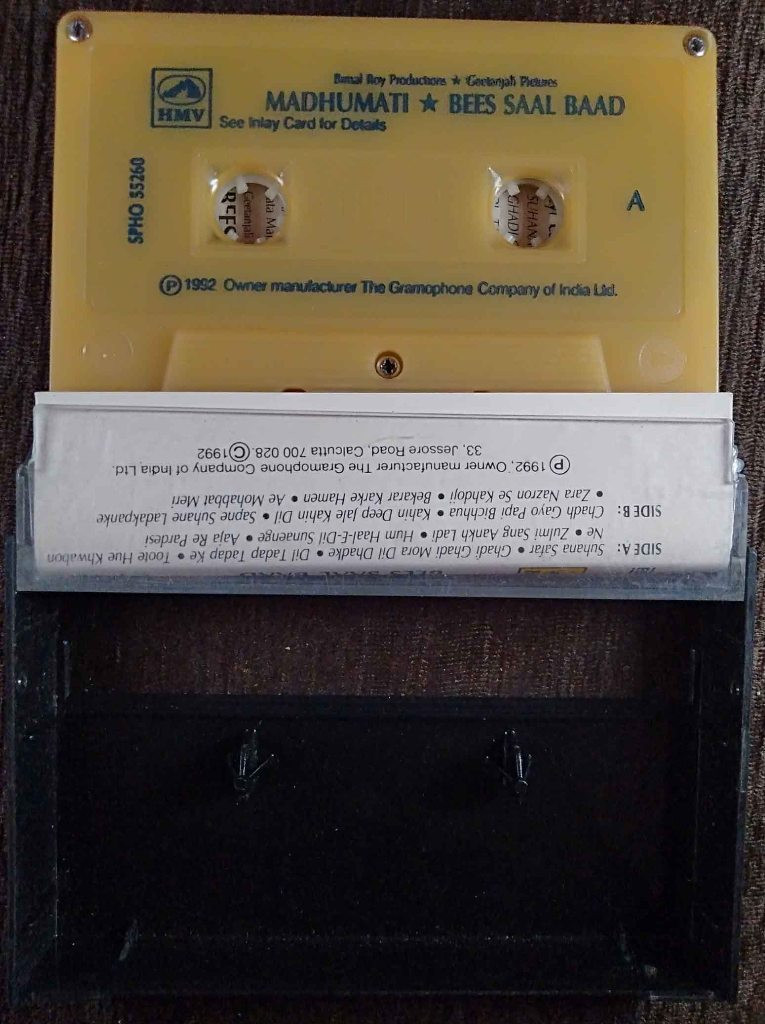 Bimal Roy Productions ★ Geetanjali Pictures
HMV
MADHUMATI ★ BEES SAAL BAAD
See Inlay Card for Details
SPHO 55260
A
℗ 1992 Owner manufacturer The Gramophone Company of India Ltd.
SIDE A: Suhana Safar • Ghadi Ghadi Mora Dil Dhadke • Dil Tadap Tadap Ke • Toote Hue Khwabon
Ne • Zulmi Sang Aankh Ladi • Hum Haal-E-Dil Sunaenge • Aaja Re Pardesi
SIDE B: Chadh Gayo Papi Bichhua • Kahin Deep Jale Kahin Dil • Sapne Suhane Ladakpanke
• Zara Nazron Se Kahdoji • Bekarar Karke Hamen • Ae Mohabbat Meri
℗ 1992, Owner manufacturer The Gramophone Company of India Ltd.
33, Jessore Road, Calcutta 700 028. © 1992